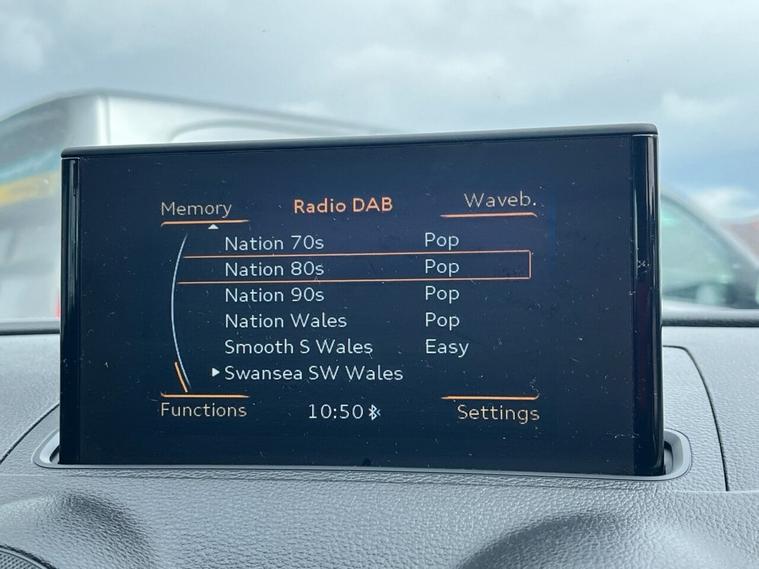 Memory Radio DAB Waveb.
Nation 70s Pop
Nation 80s Pop
Nation 90s Pop
Nation Wales Pop
Smooth S Wales Easy
Swansea SW Wales
Functions 10:50 Settings